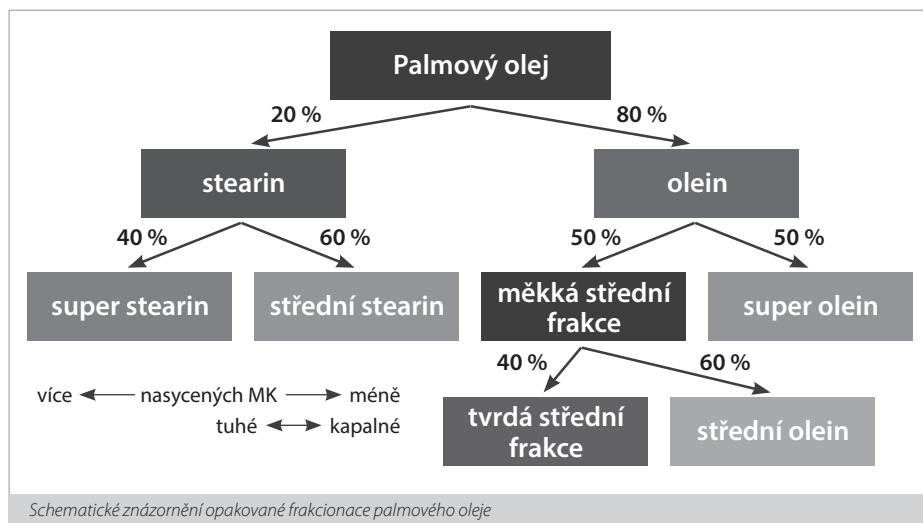 Palmový olej
20 %
80 %
stearin
olein
40 %
60 %
50 %
50 %
super stearin
střední stearin
měkká střední
frakce
super olein
40 %
60 %
více nasycených MK méně
tuhé kapalné
tvrdá střední
frakce
střední olein
Schematické znázornění opakované frakcionace palmového oleje